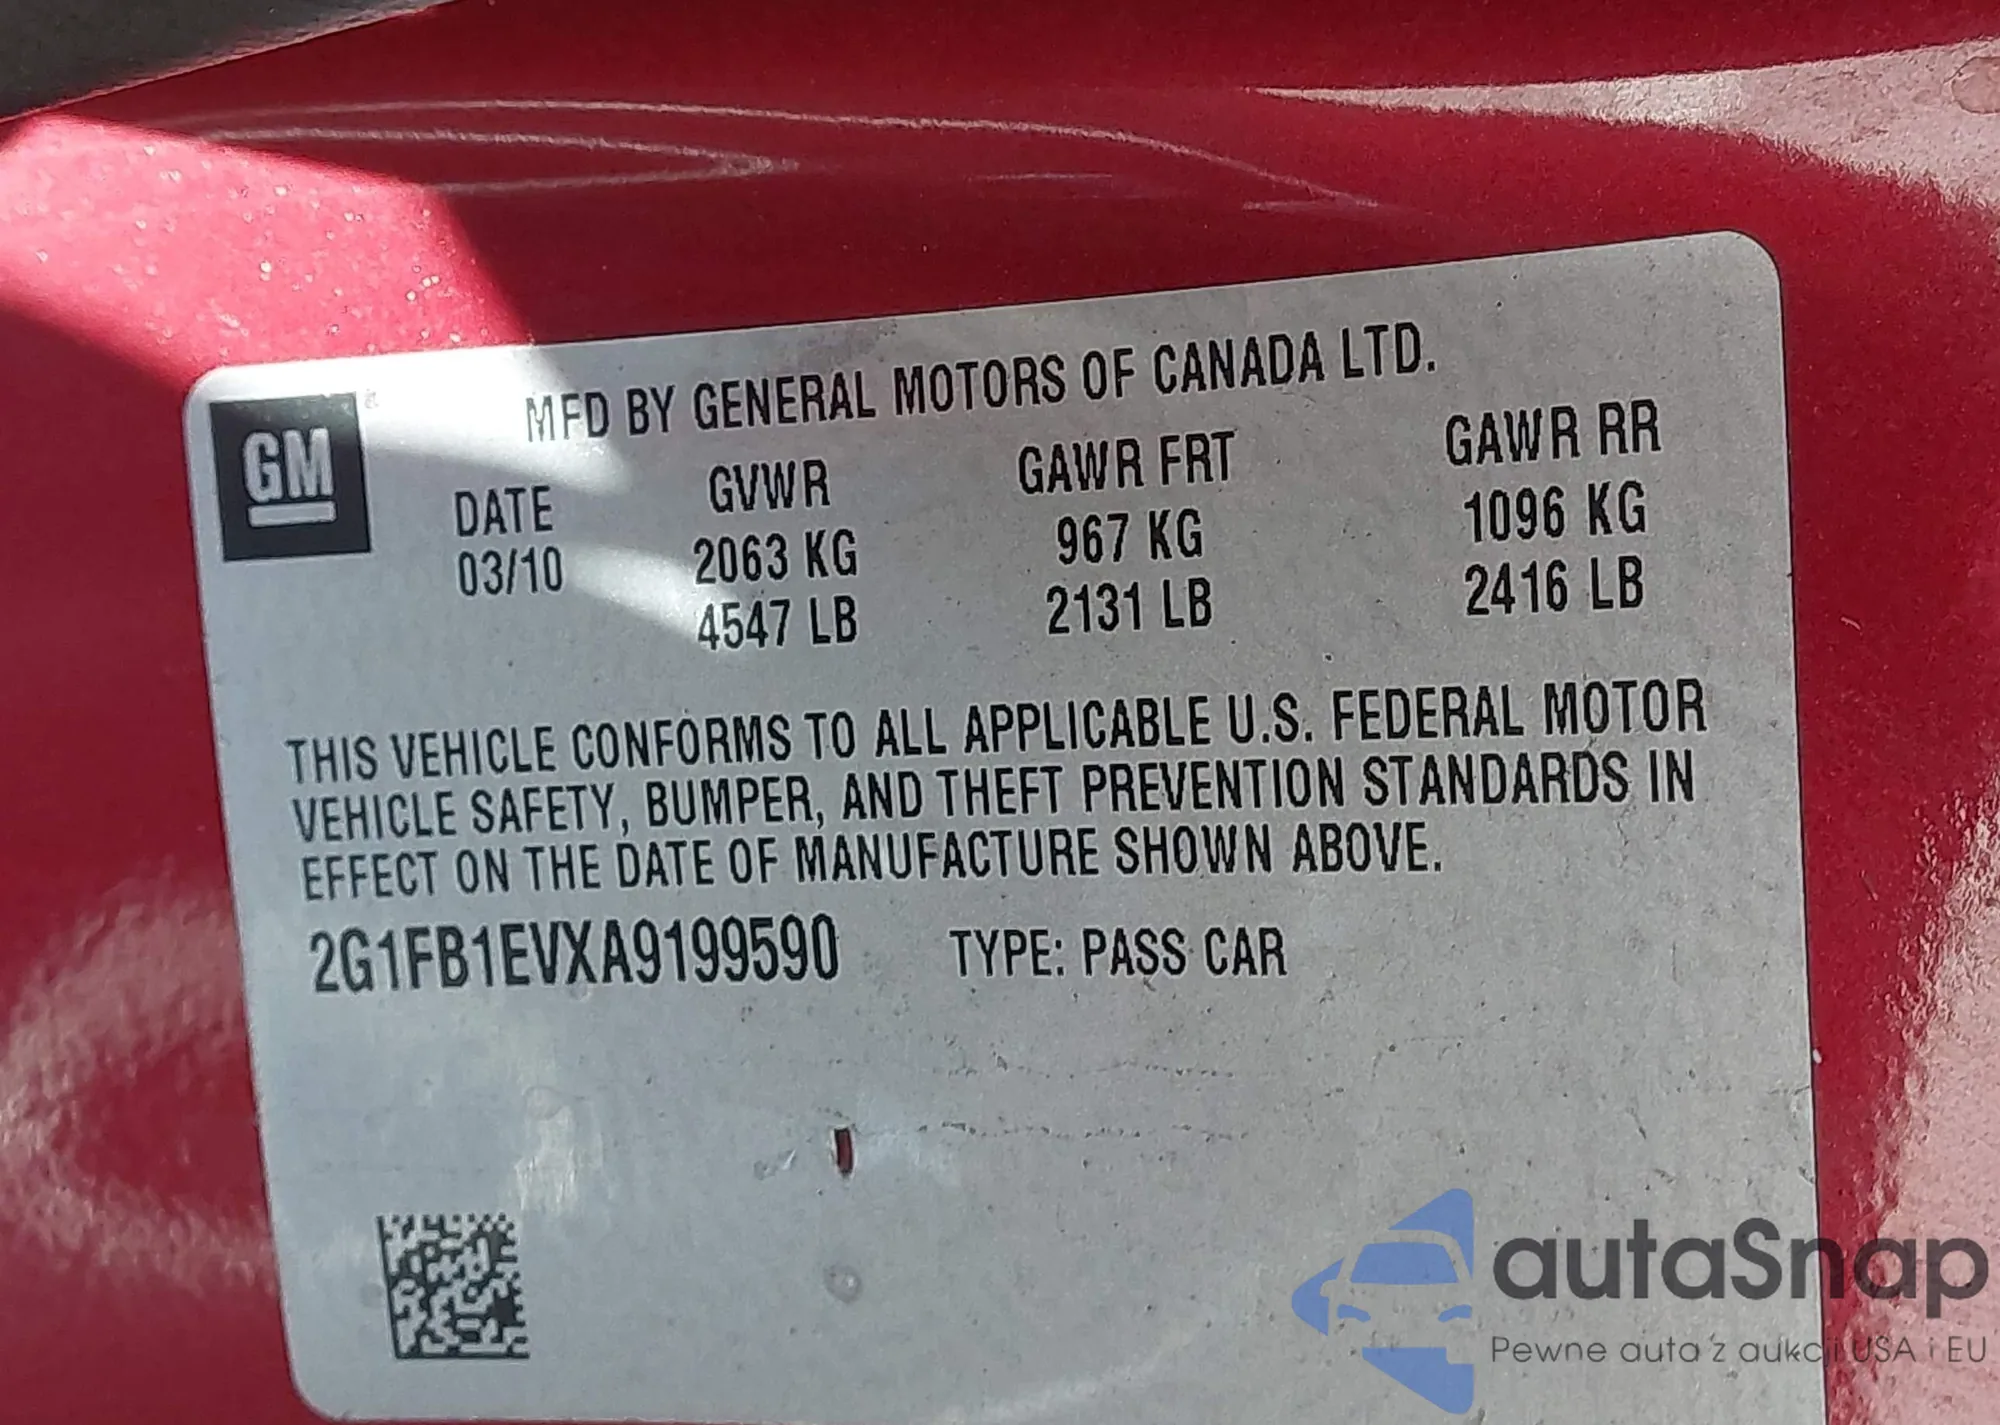 GM
MFD BY GENERAL MOTORS OF CANADA LTD.
DATE GVWR GAWR FRT GAWR RR
03/10 2063 KG 967 KG 1096 KG
4547 LB 2131 LB 2416 LB
THIS VEHICLE CONFORMS TO ALL APPLICABLE U.S. FEDERAL MOTOR
VEHICLE SAFETY, BUMPER, AND THEFT PREVENTION STANDARDS IN
EFFECT ON THE DATE OF MANUFACTURE SHOWN ABOVE.
2G1FB1EVXA9199590 TYPE: PASS CAR
autaSnap
Pewne auta z aukcji USA i EU